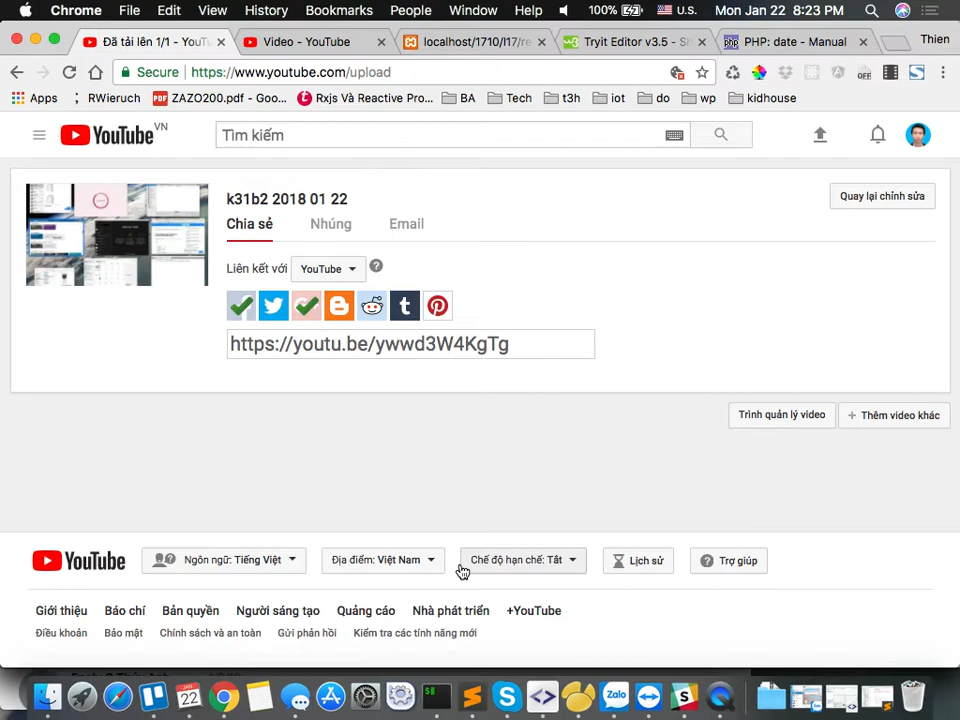 Chrome File Edit View History Bookmarks People Window Help 100% U.S. Mon Jan 22 8:23 PM
Đã tải lên 1/1 - YouTu Video - YouTube localhost/1710/l17/re Tryit Editor v3.5 - Sh PHP: date - Manual Thien
Secure https://www.youtube.com/upload
Apps RWieruch ZAZO200.pdf - Goo... Rxjs Và Reactive Pro... BA Tech t3h iot do wp kidhouse
YouTube VN Tìm kiếm
k31b2 2018 01 22 Quay lại chỉnh sửa
Chia sẻ Nhúng Email
Liên kết với YouTube
https://youtu.be/ywwd3W4KgTg
Trình quản lý video + Thêm video khác
YouTube Ngôn ngữ: Tiếng Việt Địa điểm: Việt Nam Chế độ hạn chế: Tắt Lịch sử Trợ giúp
Giới thiệu Báo chí Bản quyền Người sáng tạo Quảng cáo Nhà phát triển +YouTube
Điều khoản Bảo mật Chính sách và an toàn Gửi phản hồi Kiểm tra các tính năng mới
Zalo